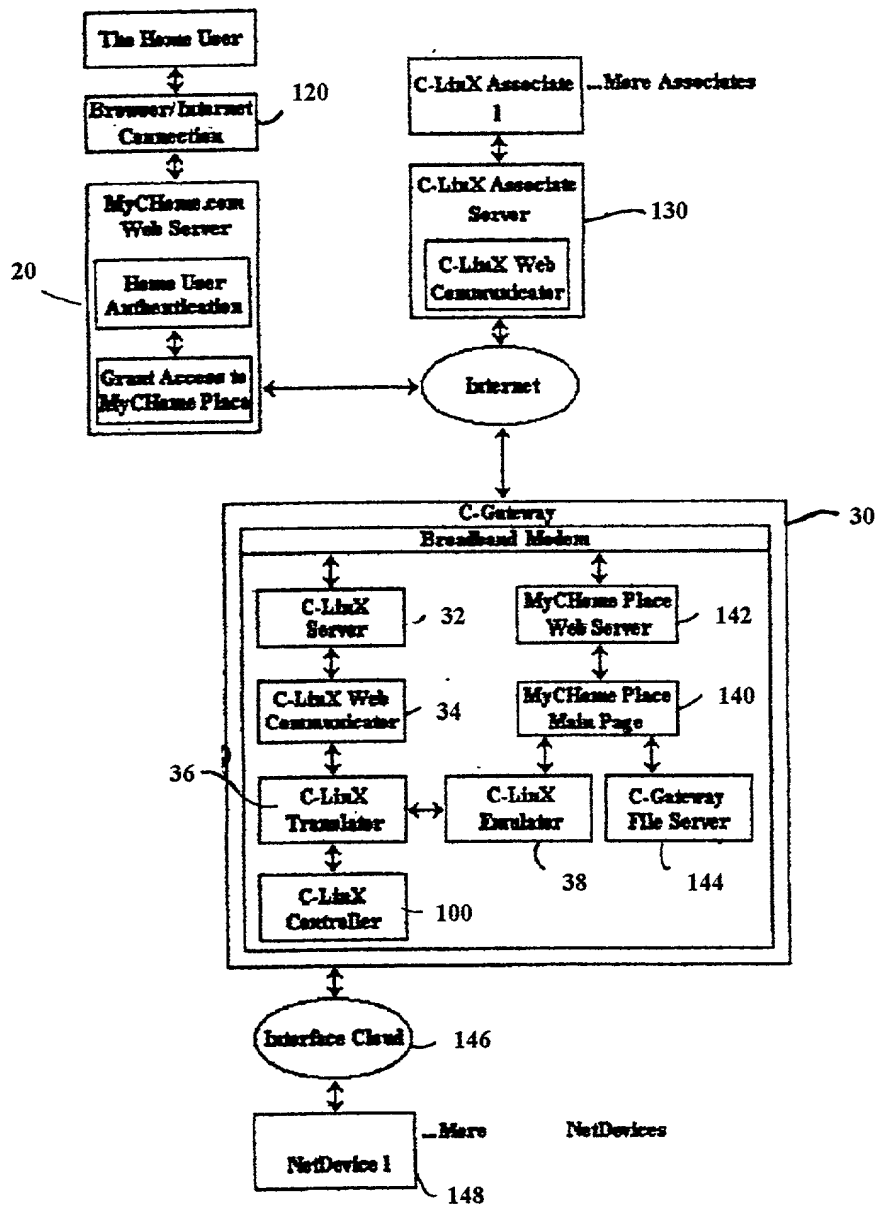 The Home User
Browser/Internet
Connection
120
MyCHome.com
Web Server
Home User
Authentication
Grant Access to
MyCHome Place
20
C-LinX Associate
1
...More Associates
C-LinX Associate
Server
C-LinX Web
Communicator
130
Internet
C-Gateway
30
Broadband Modem
C-LinX
Server
32
MyCHome Place
Web Server
142
C-LinX Web
Communicator
34
MyCHome Place
Main Page
140
36
C-LinX
Translator
C-LinX
Emulator
38
C-Gateway
File Server
144
C-LinX
Controller
100
Interface Cloud
146
NetDevice 1
...More NetDevices
148